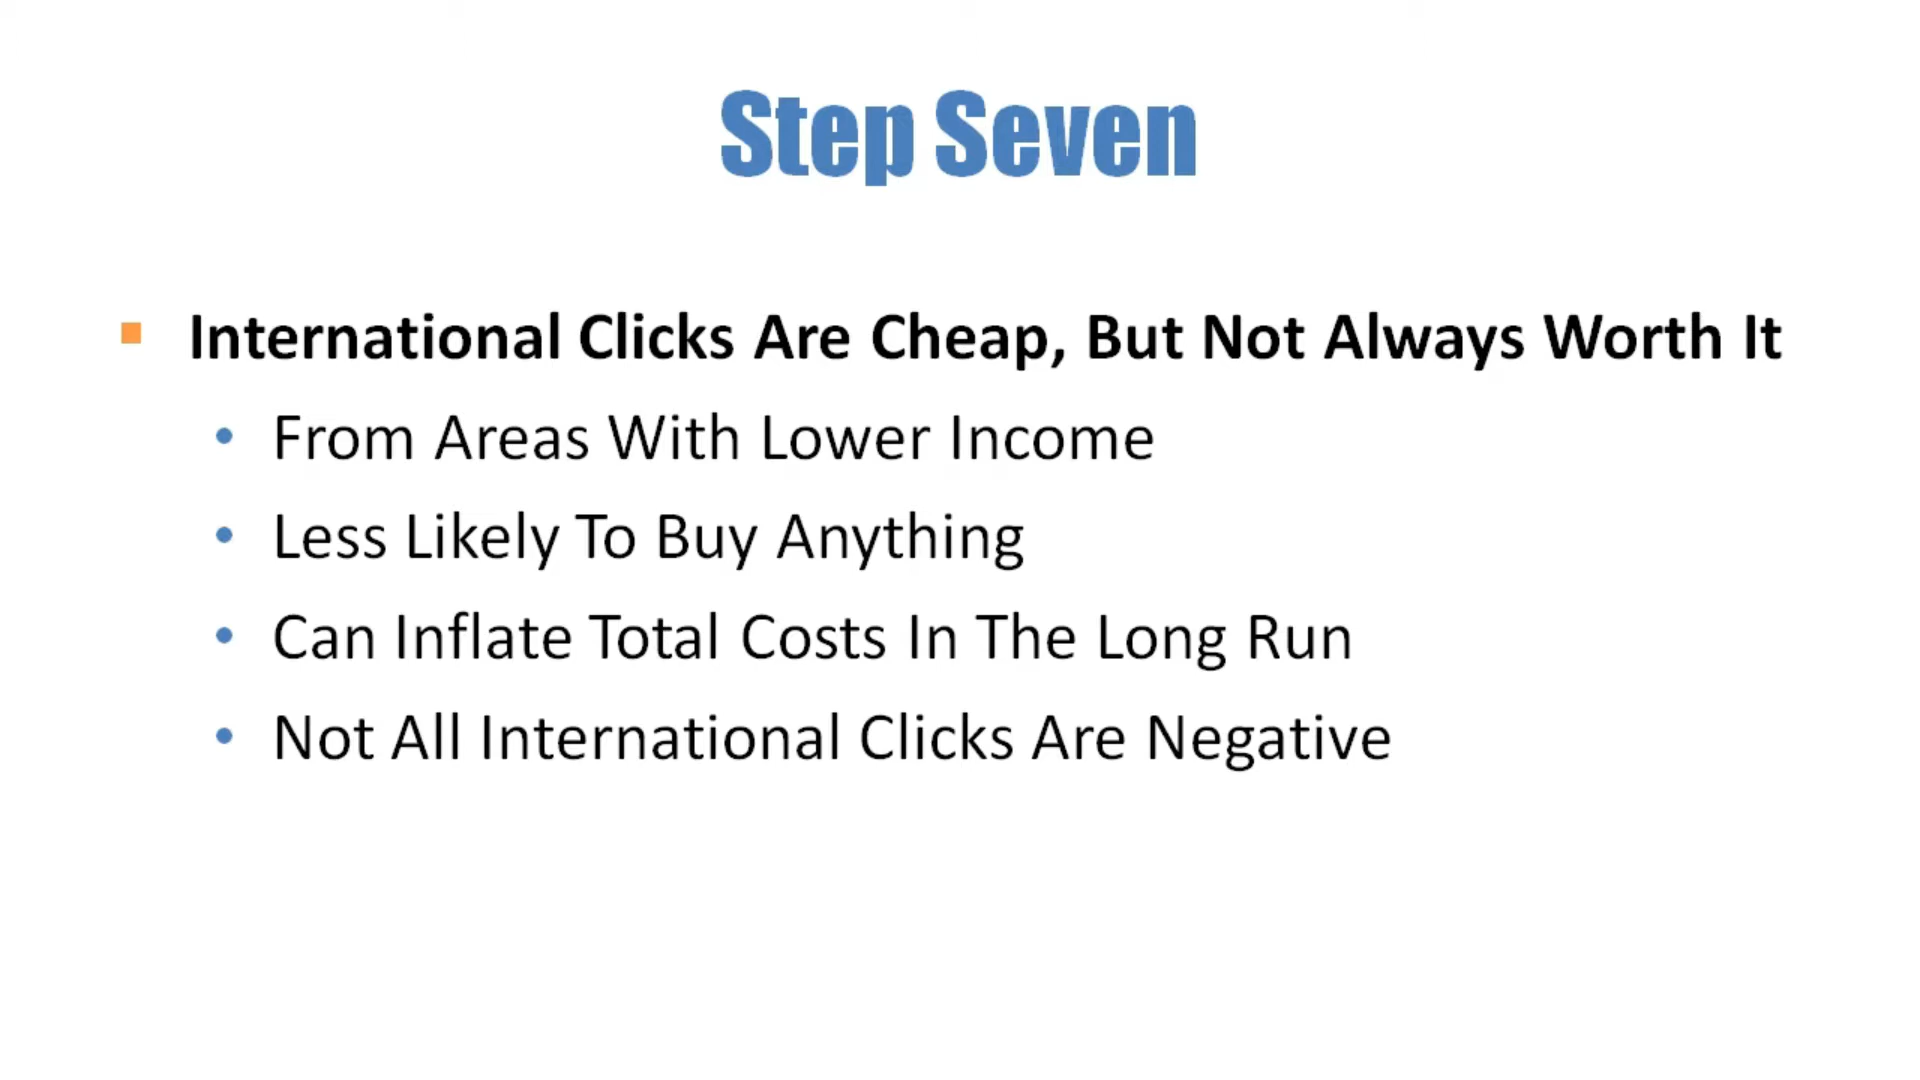 Step Seven
International Clicks Are Cheap, But Not Always Worth It
From Areas With Lower Income
Less Likely To Buy Anything
Can Inflate Total Costs In The Long Run
Not All International Clicks Are Negative